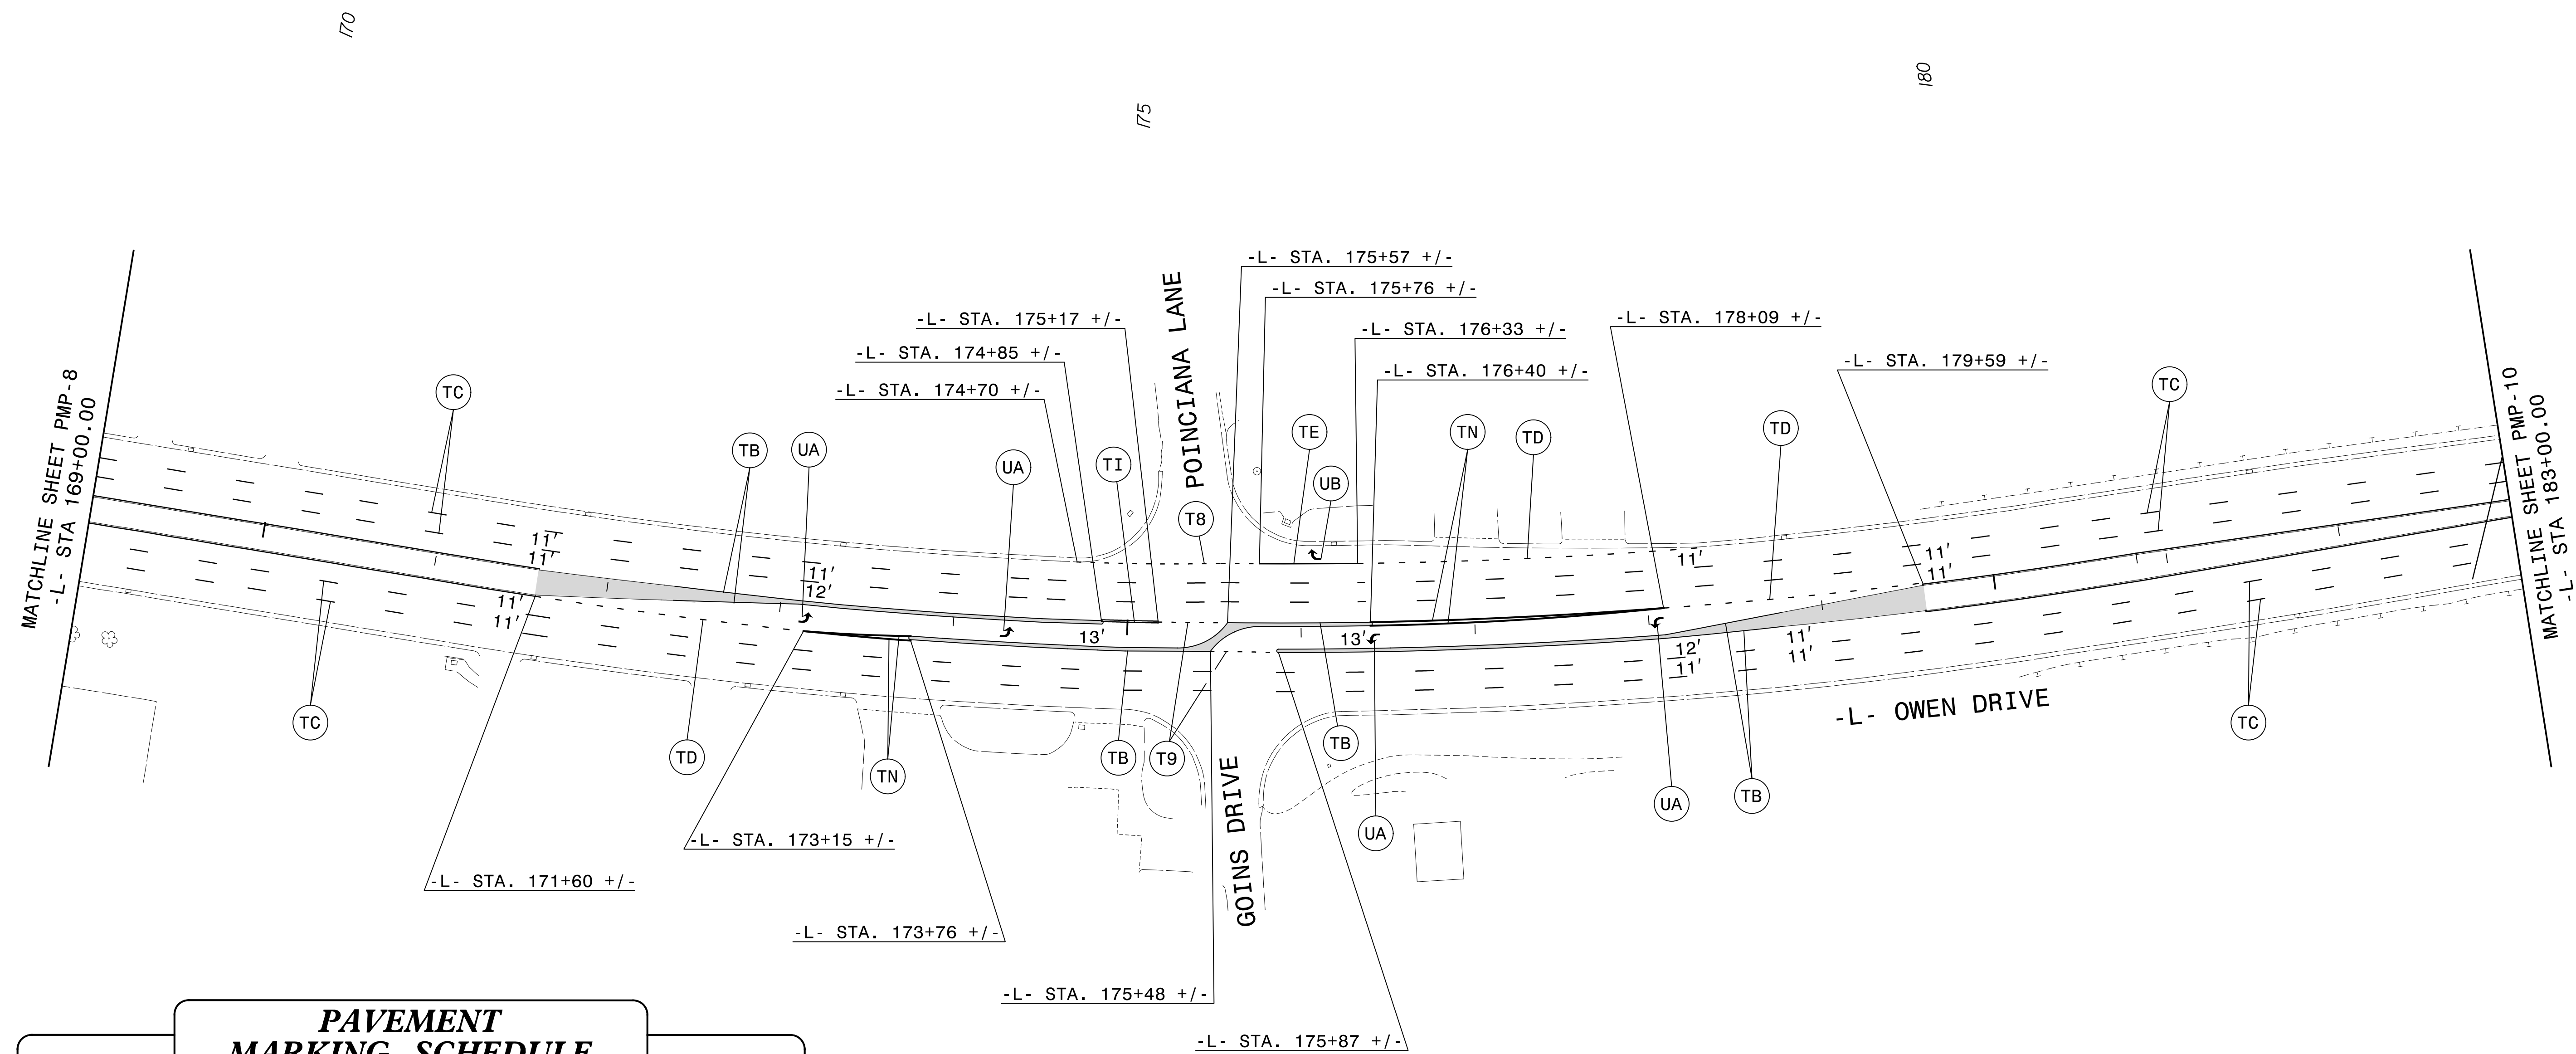 170
175
180
-L- STA. 175+57 +/-
-L- STA. 175+76 +/-
-L- STA. 175+17 +/-
-L- STA. 176+33 +/-
-L- STA. 178+09 +/-
-L- STA. 174+85 +/-
-L- STA. 176+40 +/-
-L- STA. 179+59 +/-
-L- STA. 174+70 +/-
POINCIANA LANE
MATCHLINE SHEET PMP-8
-L- STA 169+00.00
MATCHLINE SHEET PMP-10
-L- STA 183+00.00
TC
TB
UA
UA
TI
T8
TE
UB
TN
TD
TD
TC
11'
11'
11'
12'
11'
11'
11'
11'
11'
13'
13'
12'
11'
11'
11'
-L- OWEN DRIVE
TC
TD
TN
TB
T9
TB
UA
UA
TB
TC
GOINS DRIVE
-L- STA. 173+15 +/-
-L- STA. 171+60 +/-
-L- STA. 173+76 +/-
-L- STA. 175+48 +/-
-L- STA. 175+87 +/-
PAVEMENT
MARKING SCHEDULE